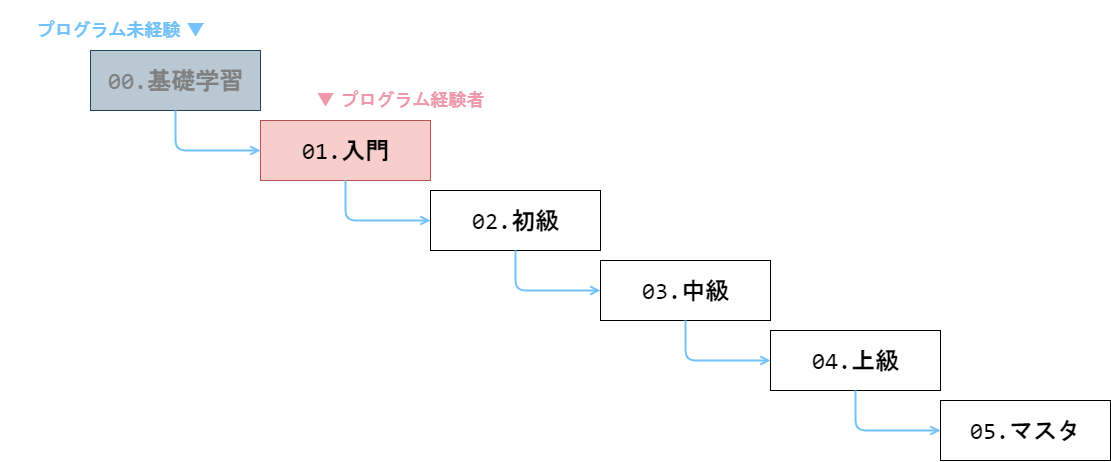 プログラム未経験 ▼
00.基礎学習
▼ プログラム経験者
01.入門
02.初級
03.中級
04.上級
05.マスタ